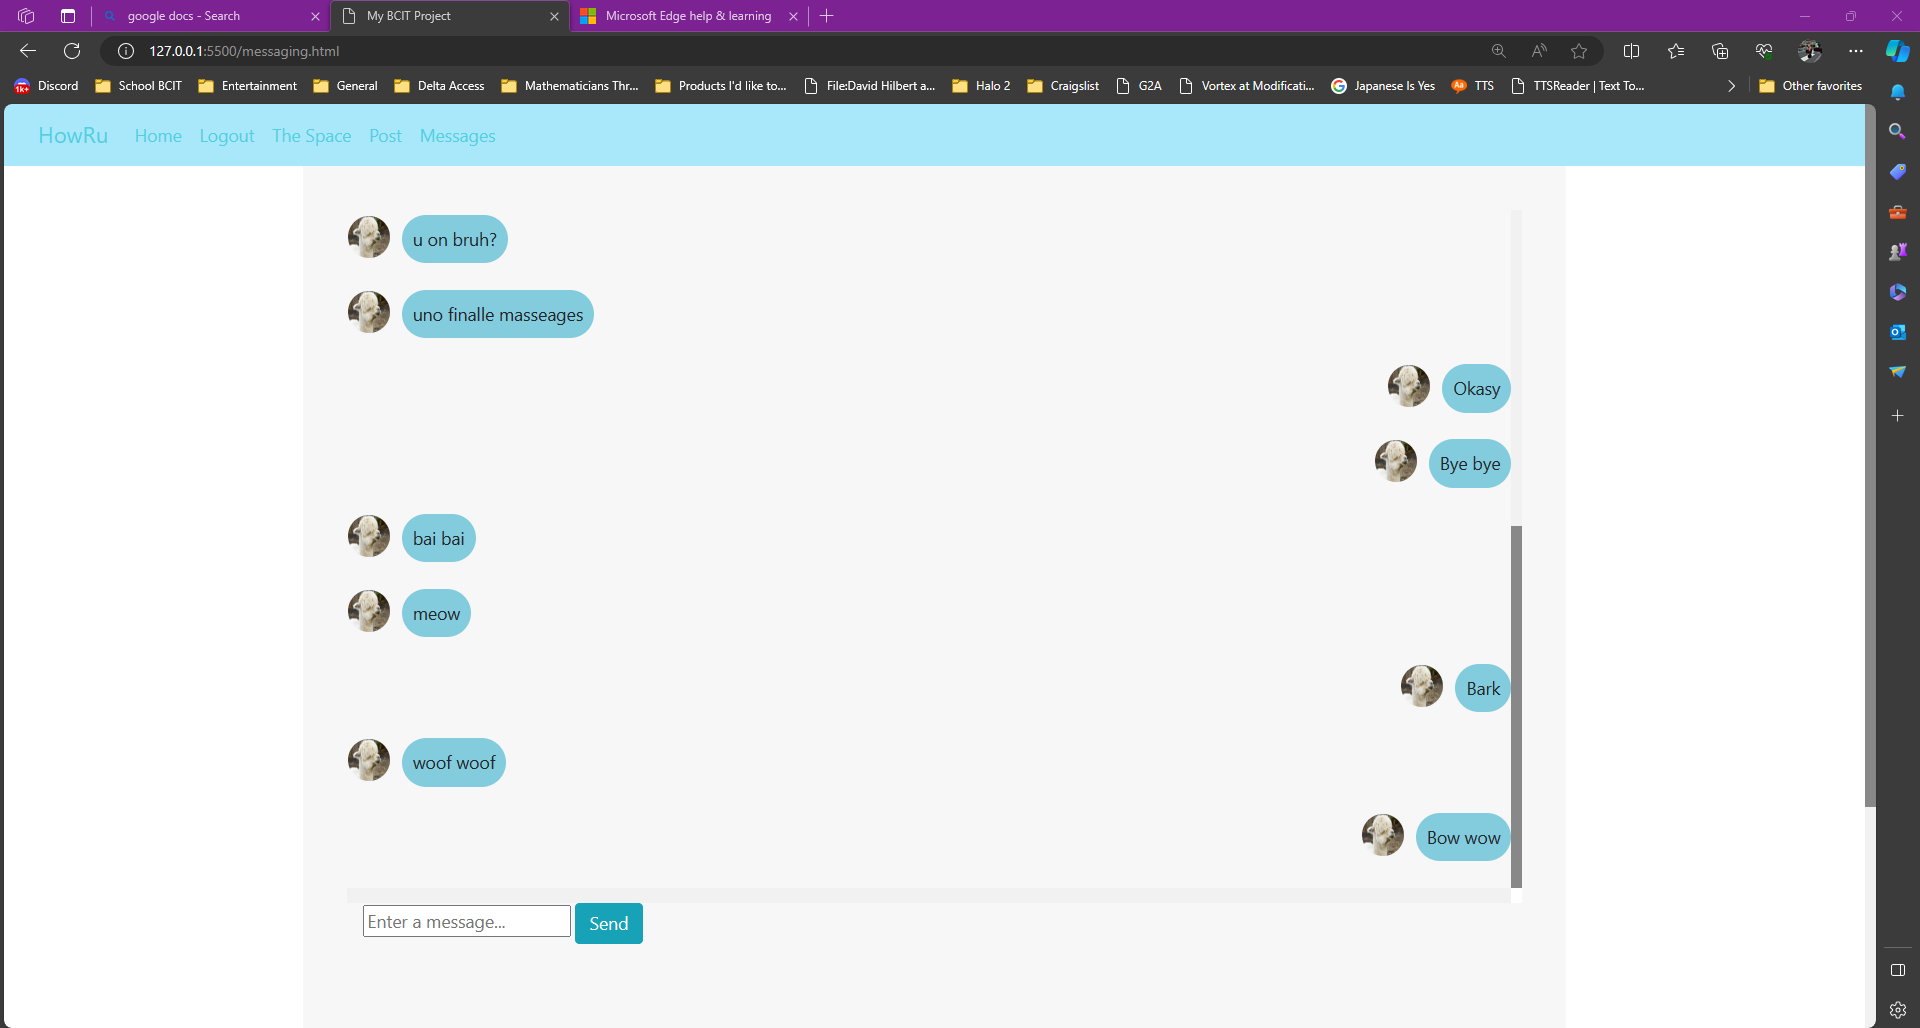 google docs - Search
My BCIT Project
Microsoft Edge help & learning
127.0.0.1:5500/messaging.html
1k+ Discord
School BCIT
Entertainment
General
Delta Access
Mathematicians Thr...
Products I'd like to...
File:David Hilbert a...
Halo 2
Craigslist
G2A
Vortex at Modificati...
Japanese Is Yes
TTS
TTSReader | Text To...
Other favorites
HowRu Home Logout The Space Post Messages
u on bruh?
uno finalle masseages
Okasy
Bye bye
bai bai
meow
Bark
woof woof
Bow wow
Enter a message... Send